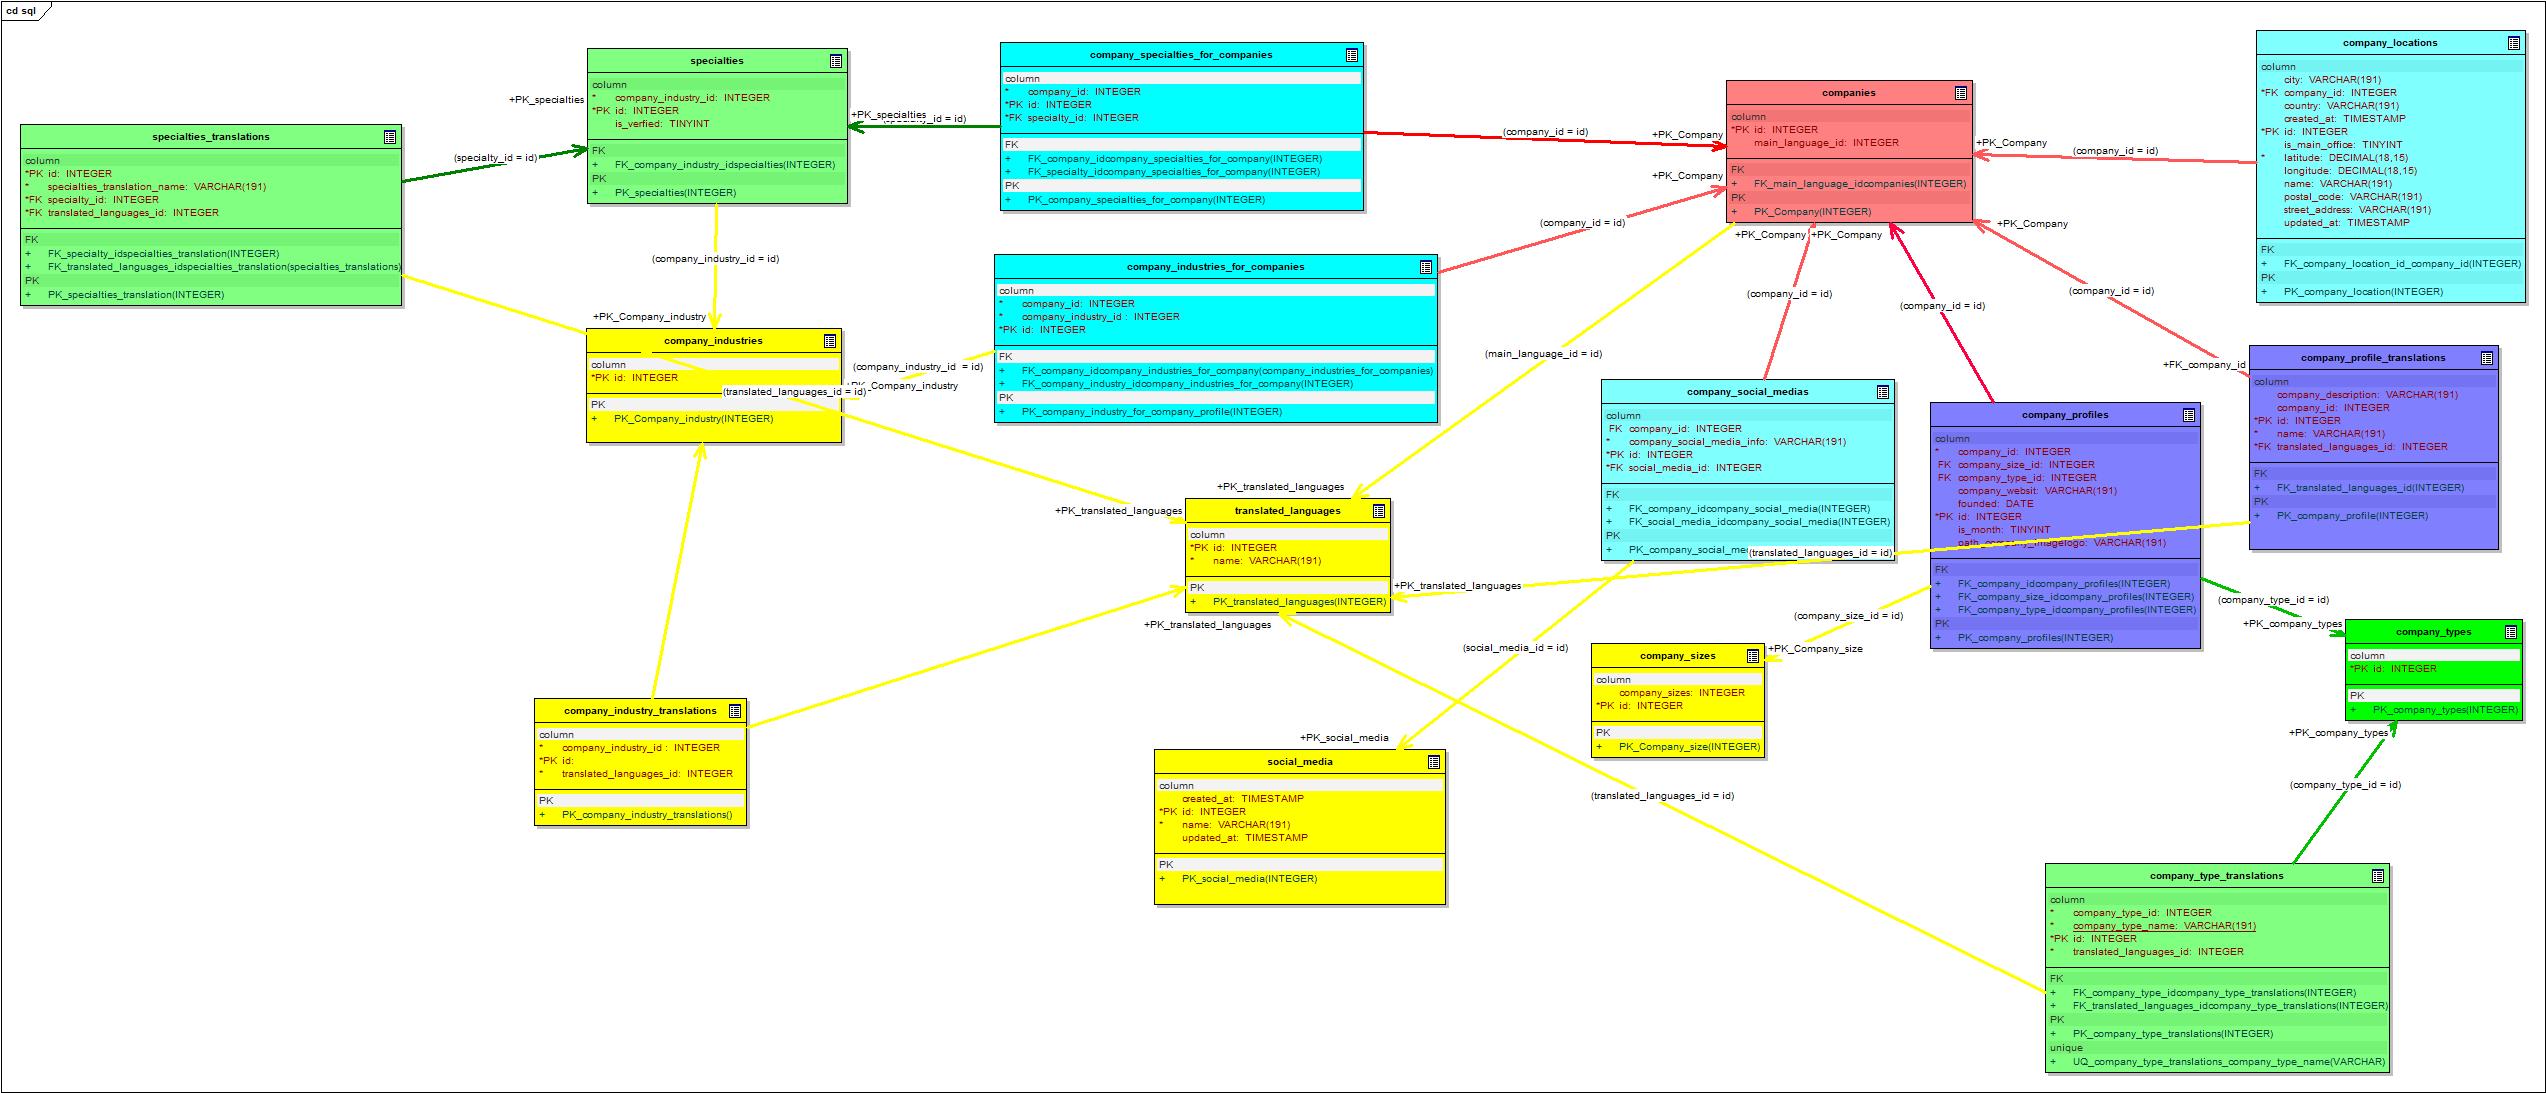 cd sql
specialties_translations
column
*PK id: INTEGER
* specialties_translation_name: VARCHAR(191)
*FK specialty_id: INTEGER
*FK translated_languages_id: INTEGER
FK
+ FK_specialty_idspecialties_translation(INTEGER)
+ FK_translated_languages_idspecialties_translation(specialties_translations)
PK
+ PK_specialties_translation(INTEGER)
(specialty_id = id)
+PK_specialties
specialties
column
* company_industry_id: INTEGER
*PK id: INTEGER
is_verfied: TINYINT
FK
+ FK_company_industry_idspecialties(INTEGER)
PK
+ PK_specialties(INTEGER)
+PK_specialties
(specialty_id = id)
company_specialties_for_companies
column
* company_id: INTEGER
*PK id: INTEGER
*FK specialty_id: INTEGER
FK
+ FK_company_idcompany_specialties_for_company(INTEGER)
+ FK_specialty_idcompany_specialties_for_company(INTEGER)
PK
+ PK_company_specialties_for_company(INTEGER)
(company_id = id)
+PK_Company
companies
column
*PK id: INTEGER
main_language_id: INTEGER
FK
+ FK_main_language_idcompanies(INTEGER)
PK
+ PK_Company(INTEGER)
+PK_Company
(company_id = id)
company_locations
column
city: VARCHAR(191)
*FK company_id: INTEGER
country: VARCHAR(191)
created_at: TIMESTAMP
*PK id: INTEGER
is_main_office: TINYINT
* latitude: DECIMAL(18,15)
longitude: DECIMAL(18,15)
name: VARCHAR(191)
postal_code: VARCHAR(191)
street_address: VARCHAR(191)
updated_at: TIMESTAMP
FK
+ FK_company_location_id_company_id(INTEGER)
PK
+ PK_company_location(INTEGER)
+PK_Company
(company_id = id)
+PK_Company
+PK_Company
+PK_Company
(company_industry_id = id)
+PK_Company_industry
company_industries
column
*PK id: INTEGER
PK
+ PK_Company_industry(INTEGER)
(translated_languages_id = id)
(company_industry_id = id)
+PK_Company_industry
company_industries_for_companies
column
* company_id: INTEGER
* company_industry_id : INTEGER
*PK id: INTEGER
FK
+ FK_company_idcompany_industries_for_company(company_industries_for_companies)
+ FK_company_industry_idcompany_industries_for_company(INTEGER)
PK
+ PK_company_industry_for_company_profile(INTEGER)
(main_language_id = id)
(company_id = id)
(company_id = id)
(company_id = id)
+FK_company_id
company_social_medias
column
FK company_id: INTEGER
* company_social_media_info: VARCHAR(191)
*PK id: INTEGER
*FK social_media_id: INTEGER
FK
+ FK_company_idcompany_social_media(INTEGER)
+ FK_social_media_idcompany_social_media(INTEGER)
PK
+ PK_company_social_me
(translated_languages_id = id)
company_profiles
column
* company_id: INTEGER
FK company_size_id: INTEGER
FK company_type_id: INTEGER
company_websit: VARCHAR(191)
founded: DATE
*PK id: INTEGER
is_month: TINYINT
path_company_imagelogo: VARCHAR(191)
FK
+ FK_company_idcompany_profiles(INTEGER)
+ FK_company_size_idcompany_profiles(INTEGER)
+ FK_company_type_idcompany_profiles(INTEGER)
PK
+ PK_company_profiles(INTEGER)
company_profile_translations
column
company_description: VARCHAR(191)
company_id: INTEGER
*PK id: INTEGER
* name: VARCHAR(191)
*FK translated_languages_id: INTEGER
FK
+ FK_translated_languages_id(INTEGER)
PK
+ PK_company_profile(INTEGER)
+PK_translated_languages
+PK_translated_languages
translated_languages
column
*PK id: INTEGER
* name: VARCHAR(191)
PK
+ PK_translated_languages(INTEGER)
+PK_translated_languages
+PK_translated_languages
(social_media_id = id)
(company_size_id = id)
+PK_Company_size
company_sizes
column
company_sizes: INTEGER
*PK id: INTEGER
PK
+ PK_Company_size(INTEGER)
(company_type_id = id)
+PK_company_types
company_types
column
*PK id: INTEGER
PK
+ PK_company_types(INTEGER)
+PK_company_types
(company_type_id = id)
company_industry_translations
column
* company_industry_id : INTEGER
*PK id:
* translated_languages_id: INTEGER
PK
+ PK_company_industry_translations()
+PK_social_media
social_media
column
created_at: TIMESTAMP
*PK id: INTEGER
* name: VARCHAR(191)
updated_at: TIMESTAMP
PK
+ PK_social_media(INTEGER)
(translated_languages_id = id)
company_type_translations
column
* company_type_id: INTEGER
* company_type_name: VARCHAR(191)
*PK id: INTEGER
* translated_languages_id: INTEGER
FK
+ FK_company_type_idcompany_type_translations(INTEGER)
+ FK_translated_languages_idcompany_type_translations(INTEGER)
PK
+ PK_company_type_translations(INTEGER)
unique
+ UQ_company_type_translations_company_type_name(VARCHAR)